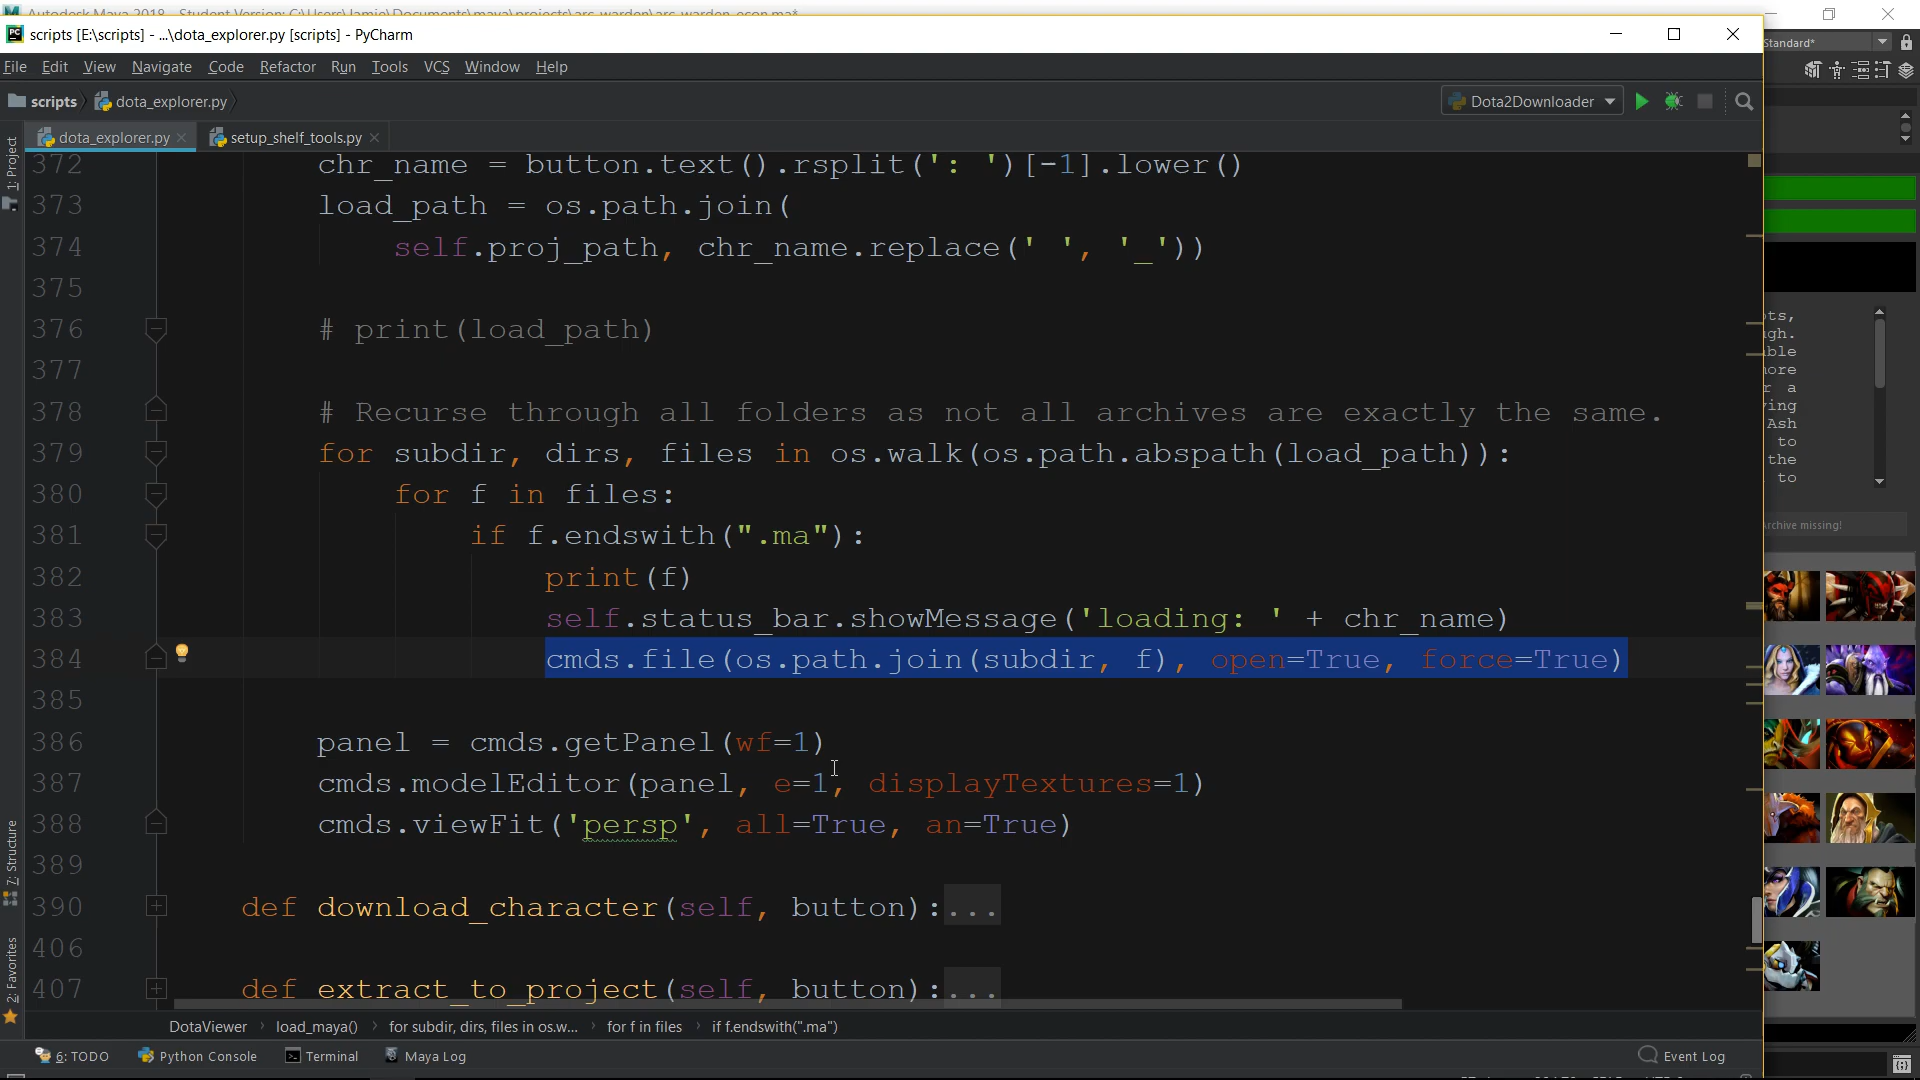 scripts [E:\scripts] - ...\dota_explorer.py [scripts] - PyCharm
File Edit View Navigate Code Refactor Run Tools VCS Window Help
scripts dota_explorer.py Dota2Downloader
dota_explorer.py setup_shelf_tools.py
372 chr_name = button.text().rsplit(': ')[-1].lower()
373 load_path = os.path.join(
374 self.proj_path, chr_name.replace(' ', '_'))
375
376 # print(load_path)
377
378 # Recurse through all folders as not all archives are exactly the same.
379 for subdir, dirs, files in os.walk(os.path.abspath(load_path)):
380 for f in files:
381 if f.endswith(".ma"):
382 print(f)
383 self.status_bar.showMessage('loading: ' + chr_name)
384 cmds.file(os.path.join(subdir, f), open=True, force=True)
385
386 panel = cmds.getPanel(wf=1)
387 cmds.modelEditor(panel, e=1, displayTextures=1)
388 cmds.viewFit('persp', all=True, an=True)
389
390 def download_character(self, button):...
406
407 def extract_to_project(self, button):...
DotaViewer load_maya() for subdir, dirs, files in os.w... for f in files if f.endswith(".ma")
6: TODO Python Console Terminal Maya Log Event Log
1: Project
7: Structure
2: Favorites
Standard*
Ash
to
the
to
rchive missing!